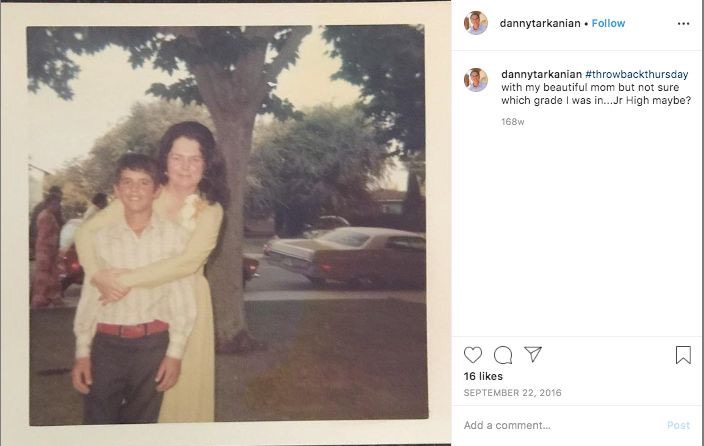 dannytarkanian • Follow
dannytarkanian #throwbackthursday
with my beautiful mom but not sure
which grade I was in...Jr High maybe?
168w
16 likes
SEPTEMBER 22, 2016
Add a comment...
Post